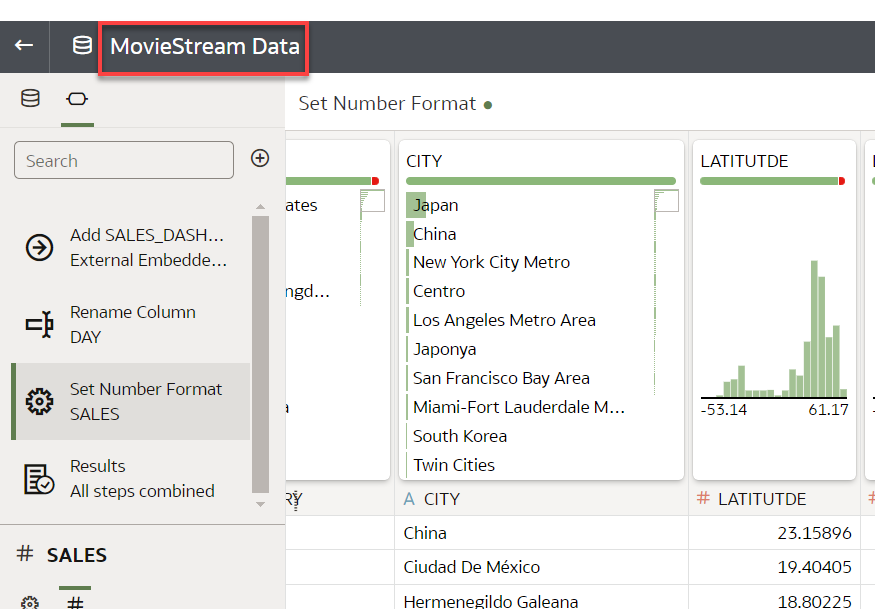 MovieStream Data
Set Number Format
Search
Add SALES_DASH...
External Embedde...
Rename Column
DAY
Set Number Format
SALES
Results
All steps combined
# SALES
#
ates
ngd...
a
CITY
Japan
China
New York City Metro
Centro
Los Angeles Metro Area
Japonya
San Francisco Bay Area
Miami-Fort Lauderdale M...
South Korea
Twin Cities
LATITUTDE
-53.14 61.17
RY A CITY # LATITUTDE #
China 23.15896
Ciudad De México 19.40405
Hermenegildo Galeana 18.80225